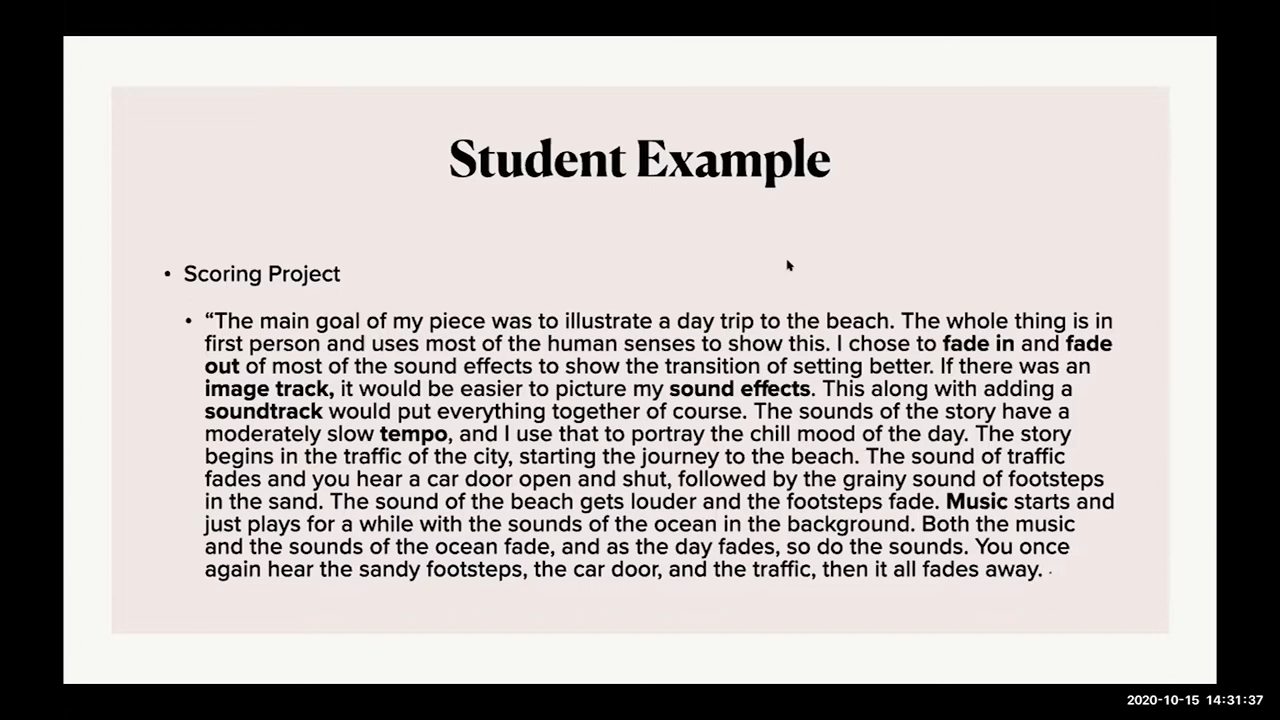 Student Example
• Scoring Project
• “The main goal of my piece was to illustrate a day trip to the beach. The whole thing is in
first person and uses most of the human senses to show this. I chose to fade in and fade
out of most of the sound effects to show the transition of setting better. If there was an
image track, it would be easier to picture my sound effects. This along with adding a
soundtrack would put everything together of course. The sounds of the story have a
moderately slow tempo, and I use that to portray the chill mood of the day. The story
begins in the traffic of the city, starting the journey to the beach. The sound of traffic
fades and you hear a car door open and shut, followed by the grainy sound of footsteps
in the sand. The sound of the beach gets louder and the footsteps fade. Music starts and
just plays for a while with the sounds of the ocean in the background. Both the music
and the sounds of the ocean fade, and as the day fades, so do the sounds. You once
again hear the sandy footsteps, the car door, and the traffic, then it all fades away. .
2020-10-15 14:31:37